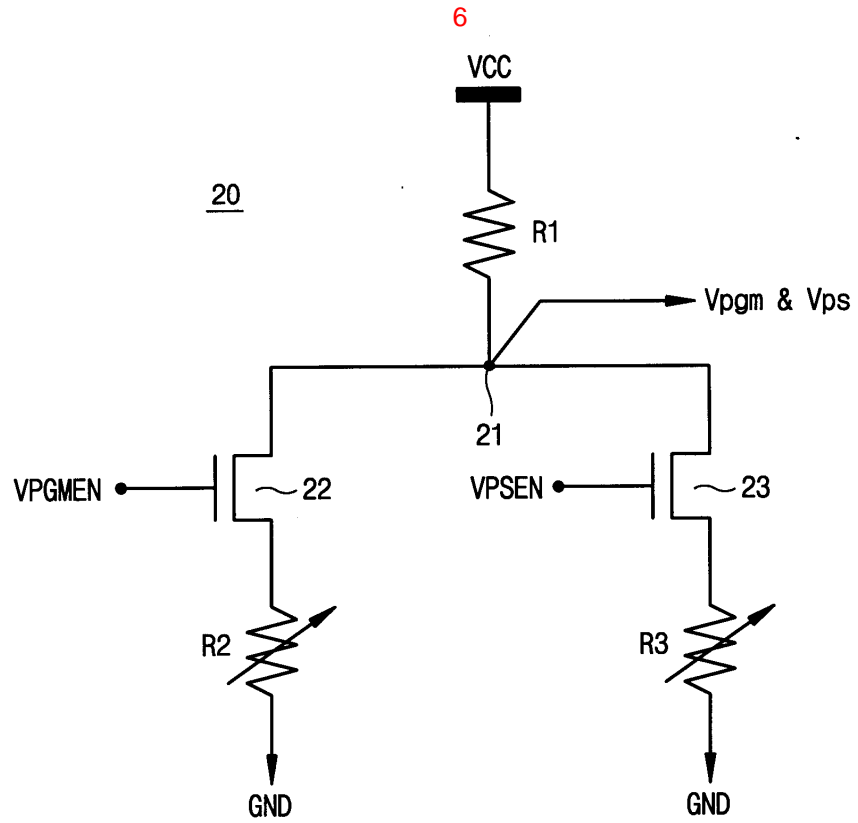 6
VCC
20
R1
Vpgm & Vps
21
VPGMEN
22
VPSEN
23
R2
R3
GND
GND